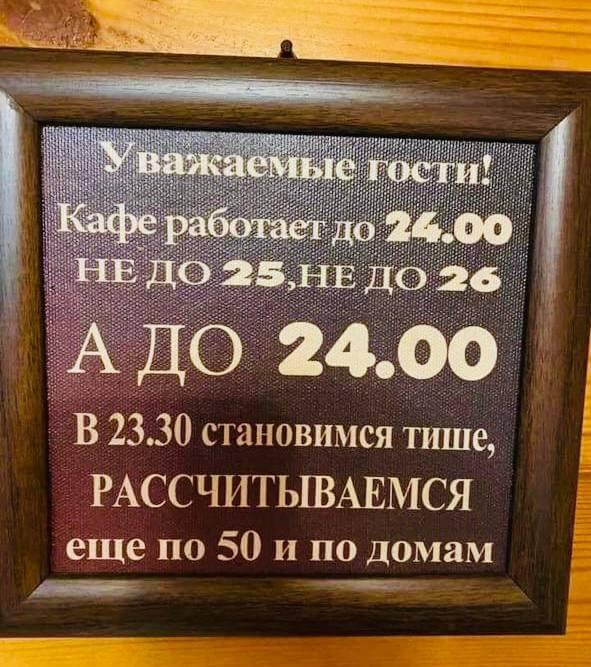 Уважаемые гости!
Кафе работает до 24.00
НЕ ДО 25,НЕ ДО 26
А ДО 24.00
В 23.30 становимся тише,
РАССЧИТЫВАЕМСЯ
еще по 50 и по домам